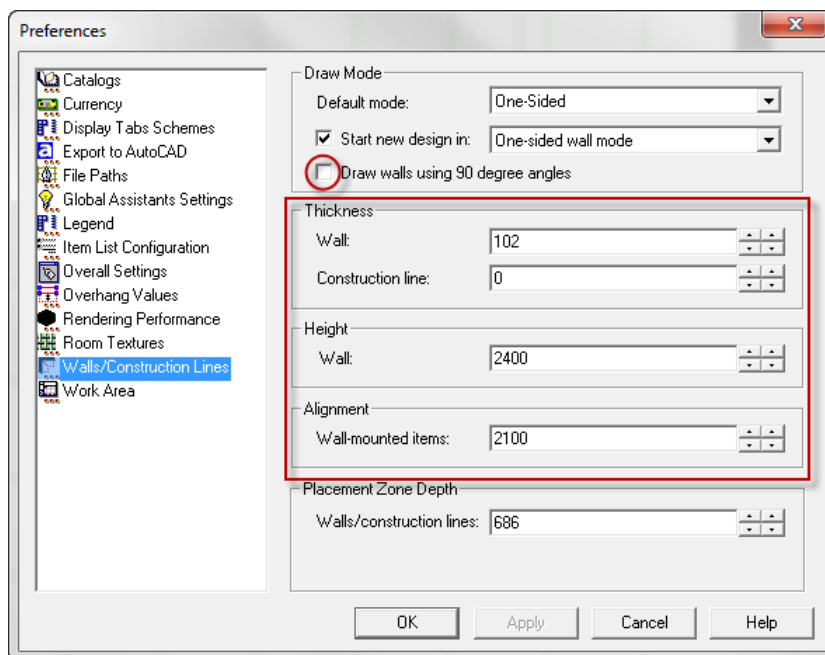 Preferences
Catalogs
Currency
Display Tabs Schemes
Export to AutoCAD
File Paths
Global Assistants Settings
Legend
Item List Configuration
Overall Settings
Overhang Values
Rendering Performance
Room Textures
Walls/Construction Lines
Work Area
Draw Mode
Default mode: One-Sided
Start new design in: One-sided wall mode
Draw walls using 90 degree angles
Thickness
Wall: 102
Construction line: 0
Height
Wall: 2400
Alignment
Wall-mounted items: 2100
Placement Zone Depth
Walls/construction lines: 686
OK Apply Cancel Help